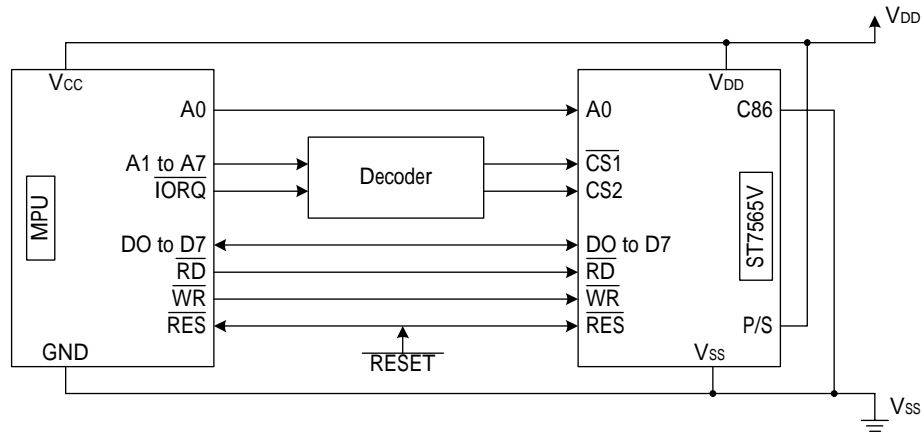 VDD
VCC
VDD
A0
A0
C86
A1 to A7
Decoder
CS1
IORQ
CS2
MPU
ST7565V
DO to D7
DO to D7
RD
RD
WR
WR
RES
RES
P/S
GND
RESET
VSS
VSS